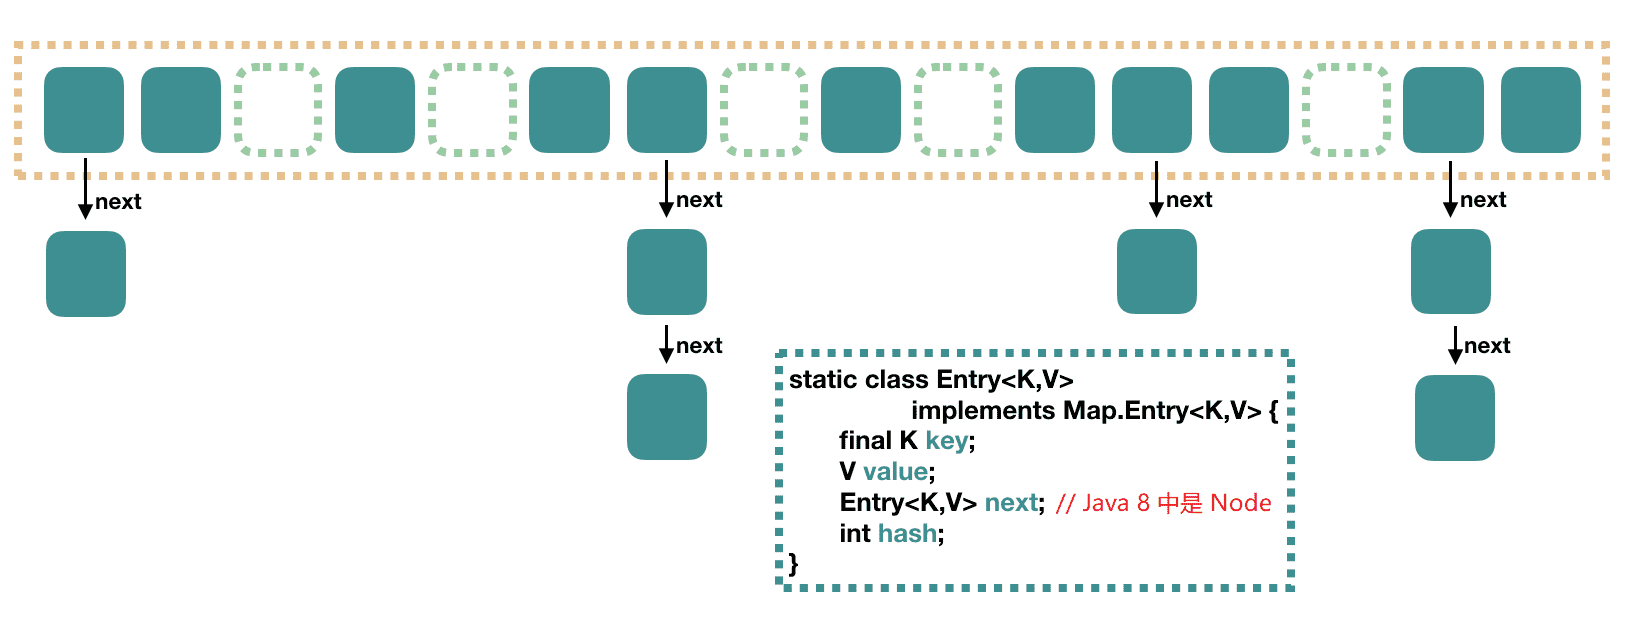 next
next
next
next
next
next
static class Entry<K,V>
implements Map.Entry<K,V> {
final K key;
V value;
Entry<K,V> next; // Java 8 中是 Node
int hash;
}